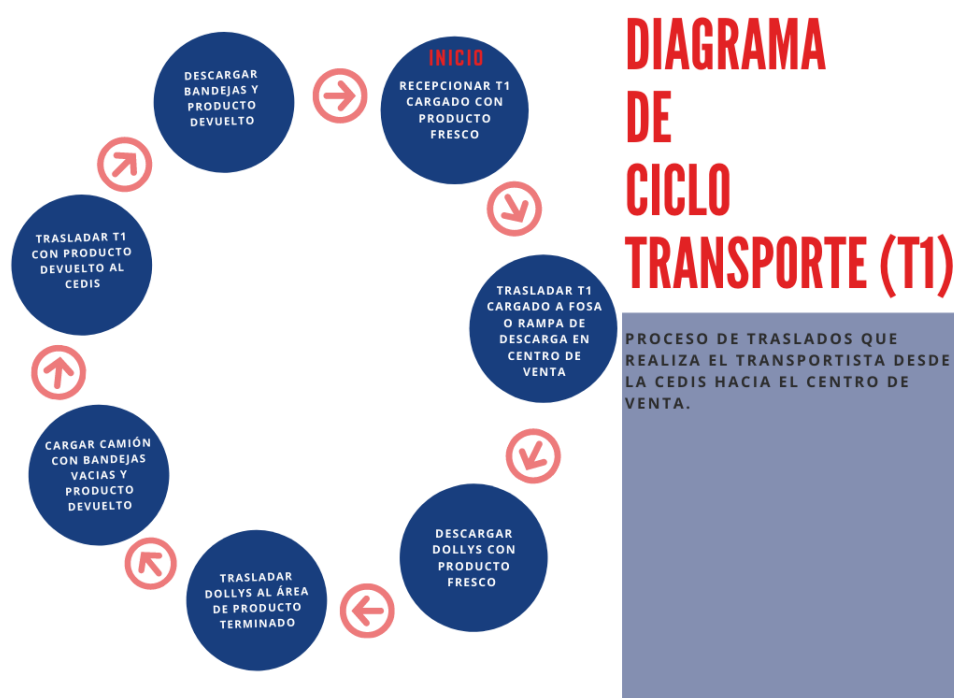 DIAGRAMA
DE
CICLO
TRANSPORTE (T1)
PROCESO DE TRASLADOS QUE
REALIZA EL TRANSPORTISTA DESDE
LA CEDIS HACIA EL CENTRO DE
VENTA.
INICIO
RECEPCIONAR T1
CARGADO CON
PRODUCTO
FRESCO
TRASLADAR T1
CARGADO A FOSA
O RAMPA DE
DESCARGA EN
CENTRO DE
VENTA
DESCARGAR
DOLLYS CON
PRODUCTO
FRESCO
TRASLADAR
DOLLYS AL ÁREA
DE PRODUCTO
TERMINADO
CARGAR CAMIÓN
CON BANDEJAS
VACIAS Y
PRODUCTO
DEVUELTO
TRASLADAR T1
CON PRODUCTO
DEVUELTO AL
CEDIS
DESCARGAR
BANDEJAS Y
PRODUCTO
DEVUELTO